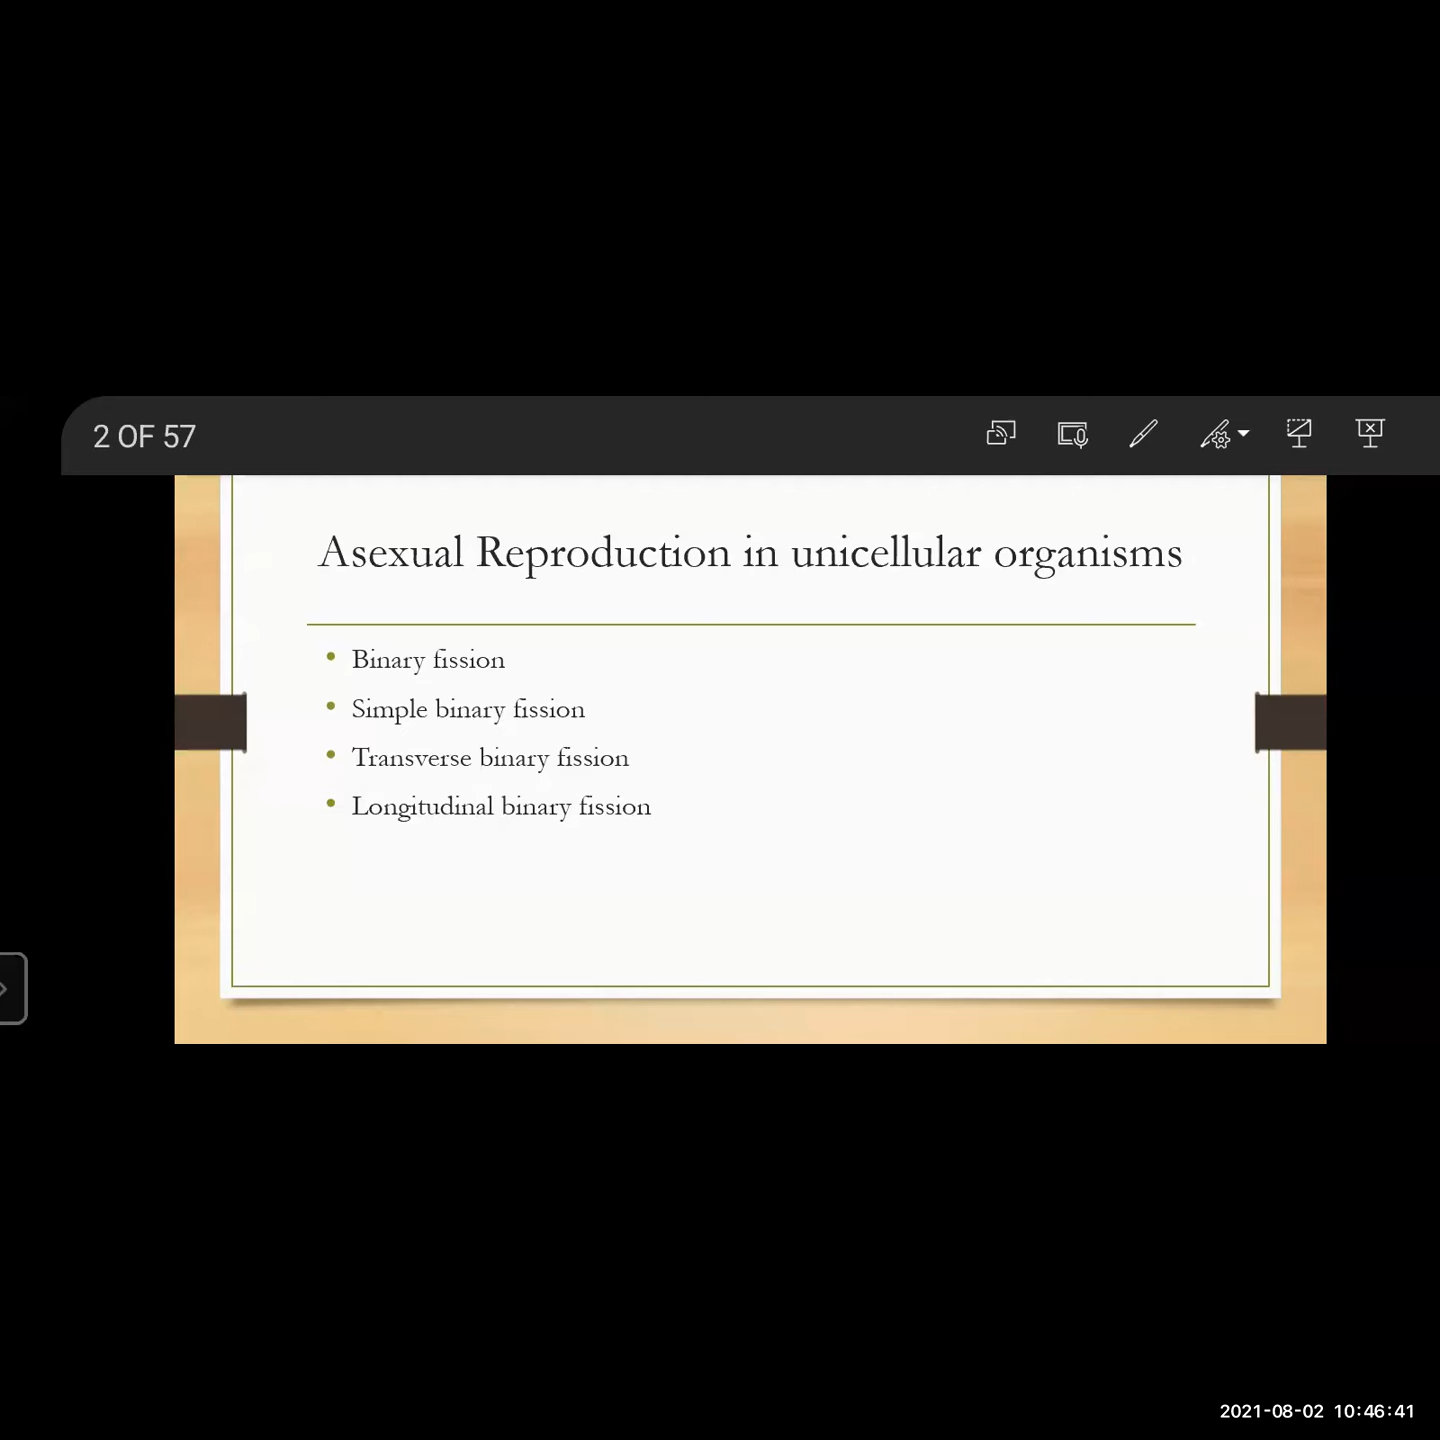 2 OF 57
Asexual Reproduction in unicellular organisms
• Binary fission
• Simple binary fission
• Transverse binary fission
• Longitudinal binary fission
2021-08-02 10:46:41